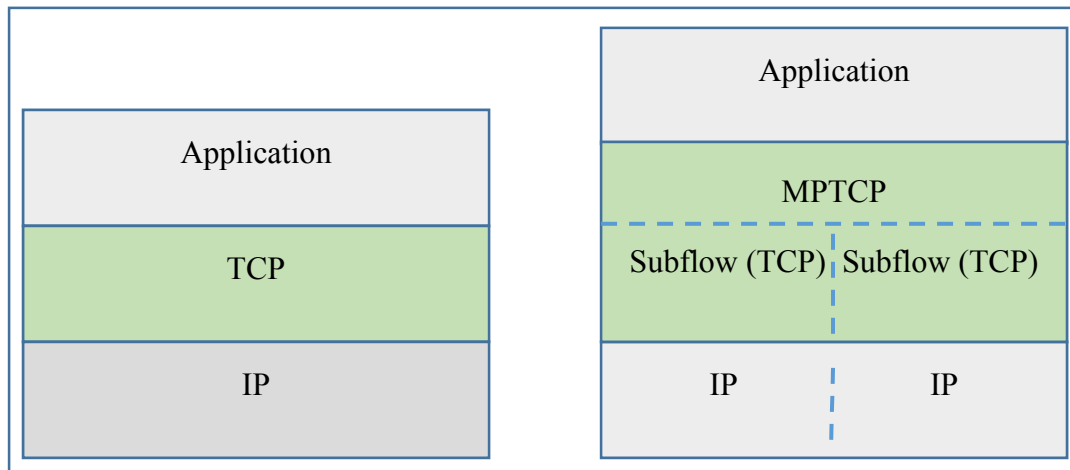 Application
TCP
IP
Application
MPTCP
Subflow (TCP) Subflow (TCP)
IP IP